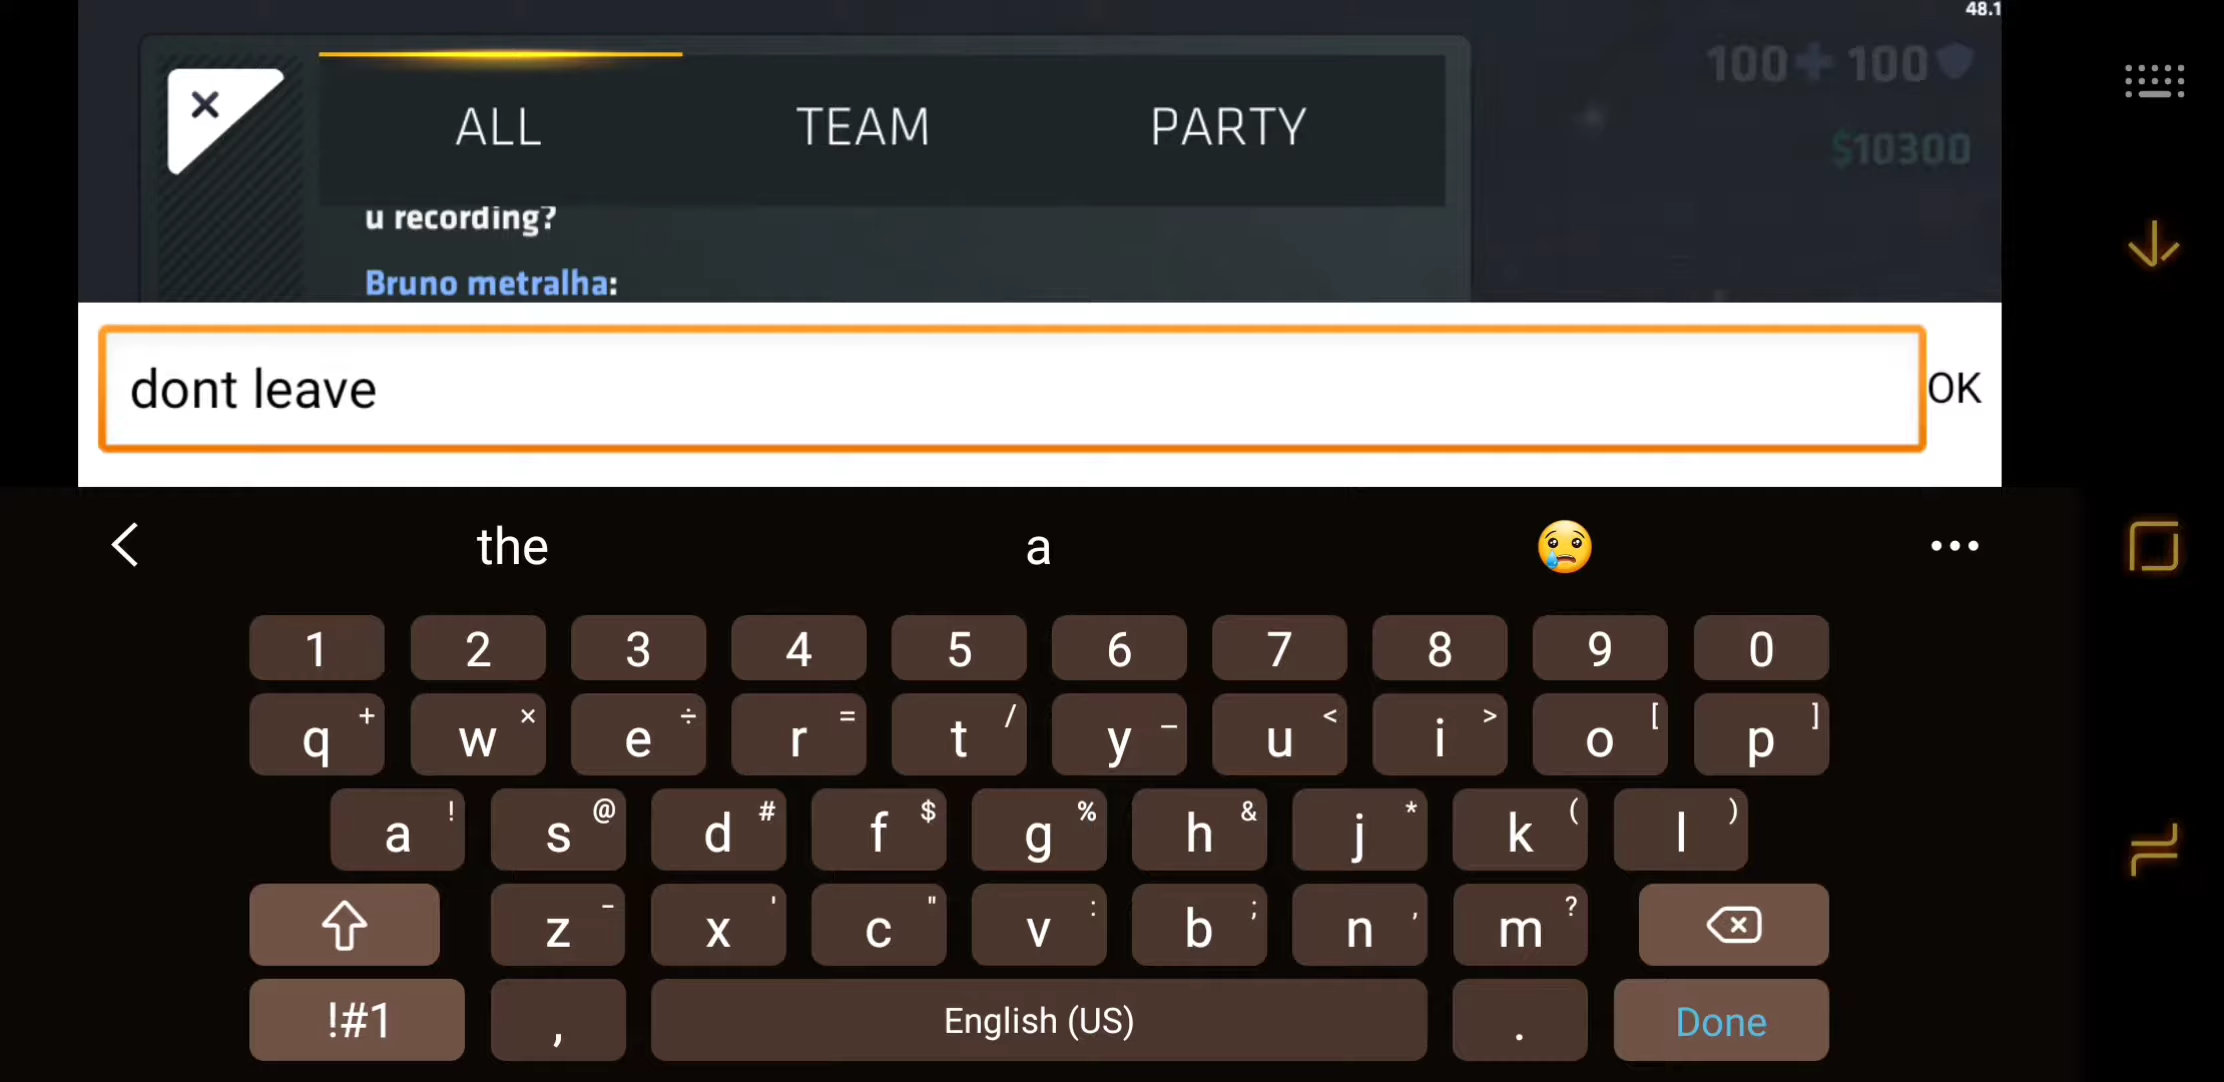 48.1
100 100
ALL TEAM PARTY
$10300
u recording?
Bruno metralha:
dont leave
OK
the a 😢 •••
1 2 3 4 5 6 7 8 9 0
q + w × e ÷ r = t / y _ u < i > o [ p ]
a ! s @ d # f $ g % h & j * k ( l )
z - x ' c " v : b ; n , m ?
!#1 , English (US) . Done